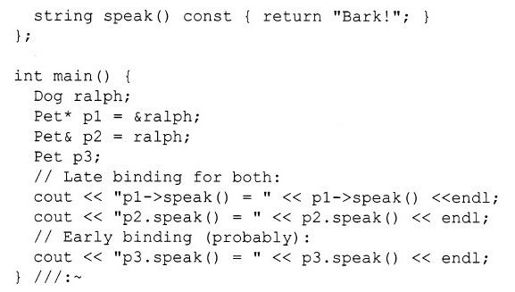 string speak() const { return "Bark!"; }
};
int main() {
Dog ralph;
Pet* p1 = &ralph;
Pet& p2 = ralph;
Pet p3;
// Late binding for both:
cout << "p1->speak() = " << p1->speak() <<endl;
cout << "p2.speak() = " << p2.speak() << endl;
// Early binding (probably):
cout << "p3.speak() = " << p3.speak() << endl;
} ///:~